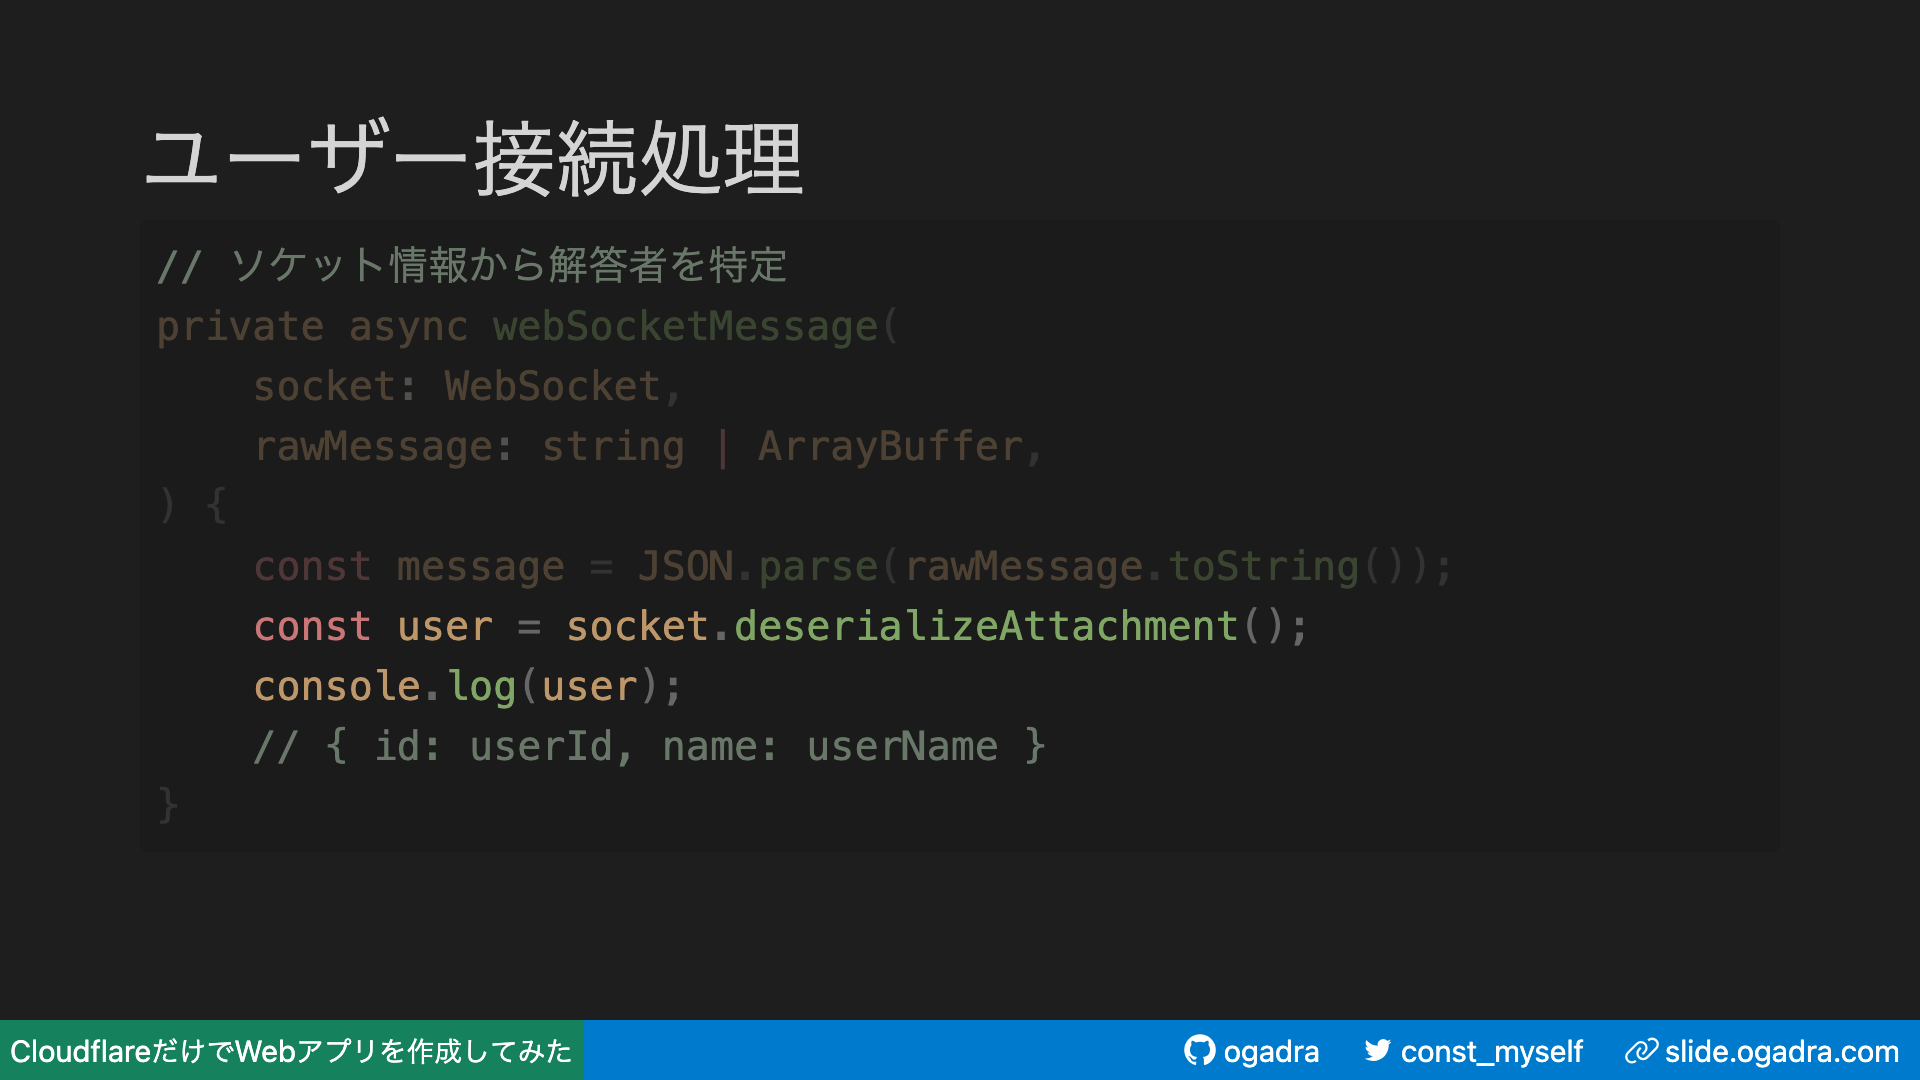 ユーザー接続処理
// ソケット情報から解答者を特定
private async webSocketMessage(
    socket: WebSocket,
    rawMessage: string | ArrayBuffer,
) {
    const message = JSON.parse(rawMessage.toString());
    const user = socket.deserializeAttachment();
    console.log(user);
    // { id: userId, name: userName }
}
CloudflareだけでWebアプリを作成してみた
ogadra const_myself slide.ogadra.com